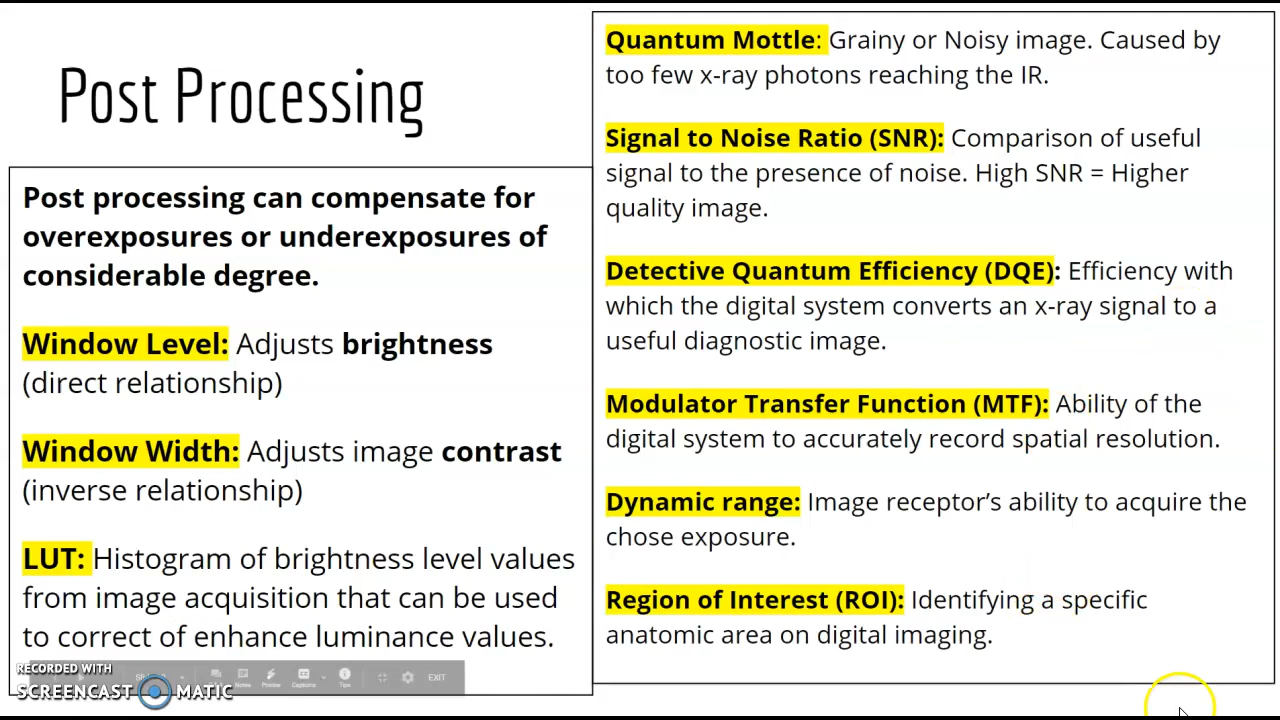 Post Processing
Post processing can compensate for
overexposures or underexposures of
considerable degree.
Window Level: Adjusts brightness
(direct relationship)
Window Width: Adjusts image contrast
(inverse relationship)
LUT: Histogram of brightness level values
from image acquisition that can be used
to correct of enhance luminance values.
Quantum Mottle: Grainy or Noisy image. Caused by
too few x-ray photons reaching the IR.
Signal to Noise Ratio (SNR): Comparison of useful
signal to the presence of noise. High SNR = Higher
quality image.
Detective Quantum Efficiency (DQE): Efficiency with
which the digital system converts an x-ray signal to a
useful diagnostic image.
Modulator Transfer Function (MTF): Ability of the
digital system to accurately record spatial resolution.
Dynamic range: Image receptor’s ability to acquire the
chose exposure.
Region of Interest (ROI): Identifying a specific
anatomic area on digital imaging.
RECORDED WITH
SCREENCAST MATIC
Notes Preview Captions Tips EXIT